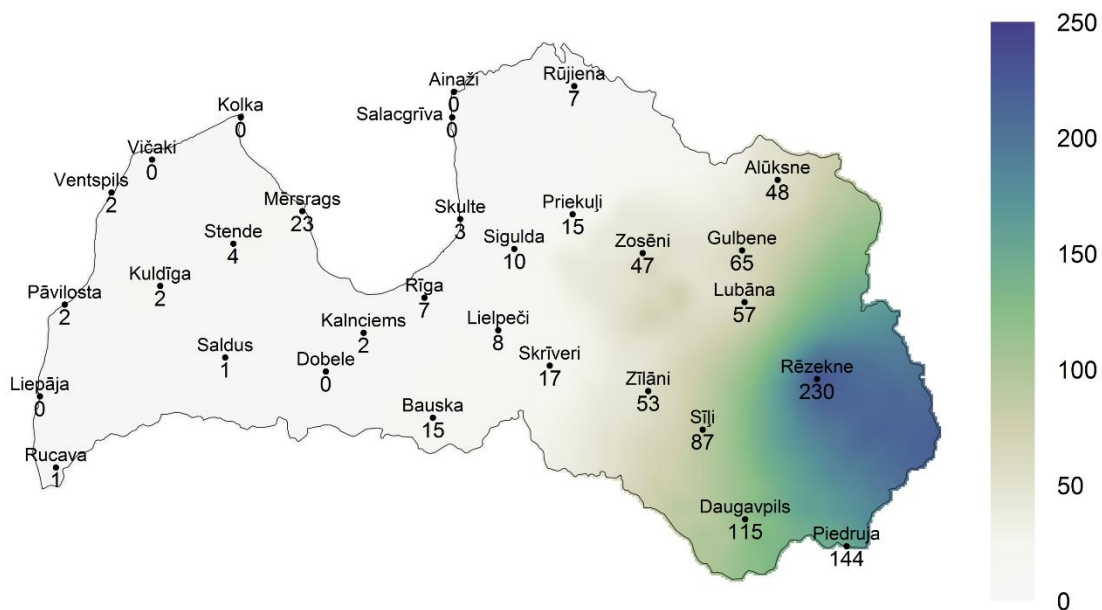 250
200
150
100
50
0
Ainaži
0
Rūjiena
7
Kolka
0
Salacgrīva
0
Vičaki
0
Alūksne
48
Ventspils
2
Mērsrags
23
Skulte
3
Priekuļi
15
Stende
4
Sigulda
10
Zosēni
47
Gulbene
65
Kuldīga
2
Pāvilosta
2
Rīga
7
Lubāna
57
Kalnciems
2
Lielpeči
8
Saldus
1
Dobele
0
Skrīveri
17
Rēzekne
230
Liepāja
0
Zīlāni
53
Bauska
15
Sīļi
87
Rucava
1
Daugavpils
115
Piedruja
144